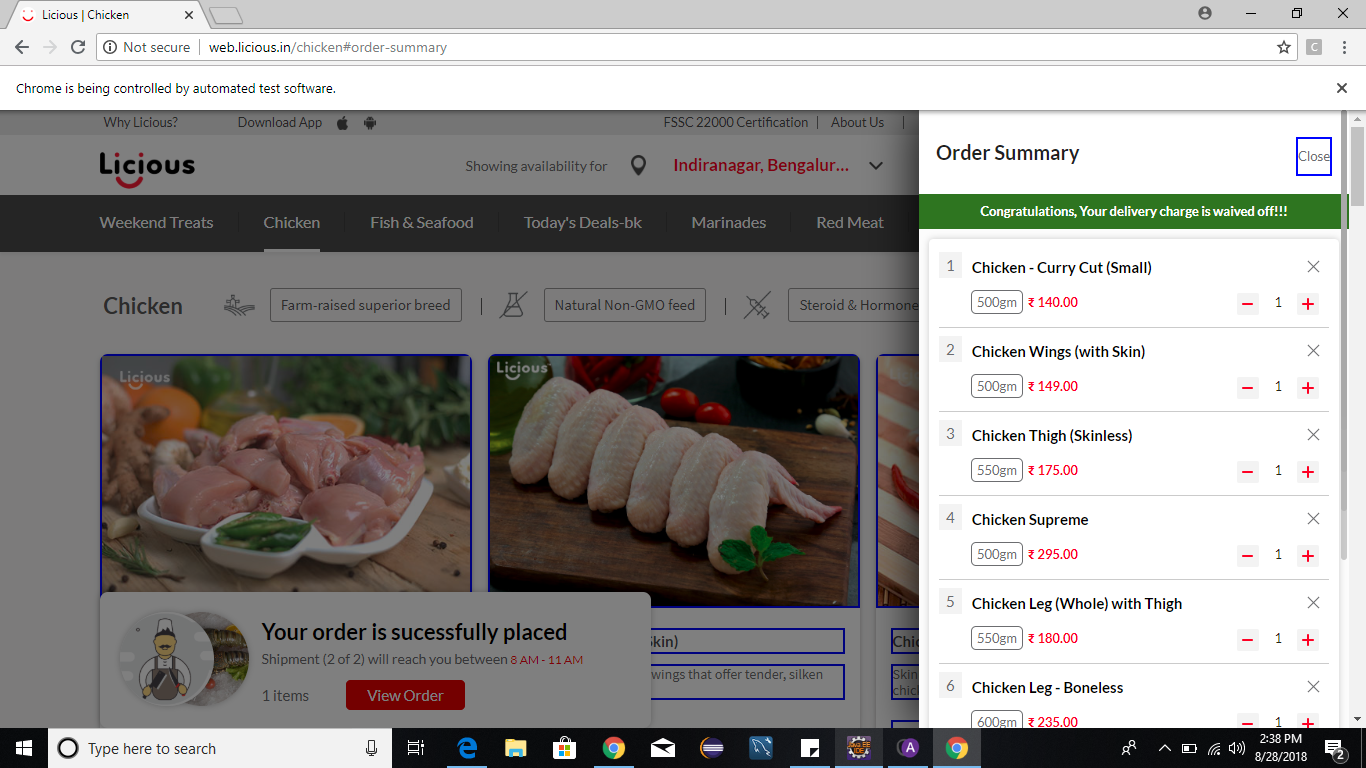 Licious | Chicken
Not secure
web.licious.in/chicken#order-summary
C
Chrome is being controlled by automated test software.
Why Licious?
Download App
FSSC 22000 Certification | About Us |
Licious
Showing availability for
Indiranagar, Bengalur...
Weekend Treats
Chicken
Fish & Seafood
Today's Deals-bk
Marinades
Red Meat
Chicken
Farm-raised superior breed
Natural Non-GMO feed
Steroid & Hormone
Licious
Licious
Skin)
wings that offer tender, silken
Chic
Skin
chick
Your order is sucessfully placed
Shipment (2 of 2) will reach you between 8 AM - 11 AM
1 items
View Order
Order Summary
Close
Congratulations, Your delivery charge is waived off!!!
1 Chicken - Curry Cut (Small)
500gm ₹ 140.00 − 1 +
2 Chicken Wings (with Skin)
500gm ₹ 149.00 − 1 +
3 Chicken Thigh (Skinless)
550gm ₹ 175.00 − 1 +
4 Chicken Supreme
500gm ₹ 295.00 − 1 +
5 Chicken Leg (Whole) with Thigh
550gm ₹ 180.00 − 1 +
6 Chicken Leg - Boneless
600gm ₹ 235.00 − 1 +
Type here to search
A
2:38 PM
8/28/2018
2